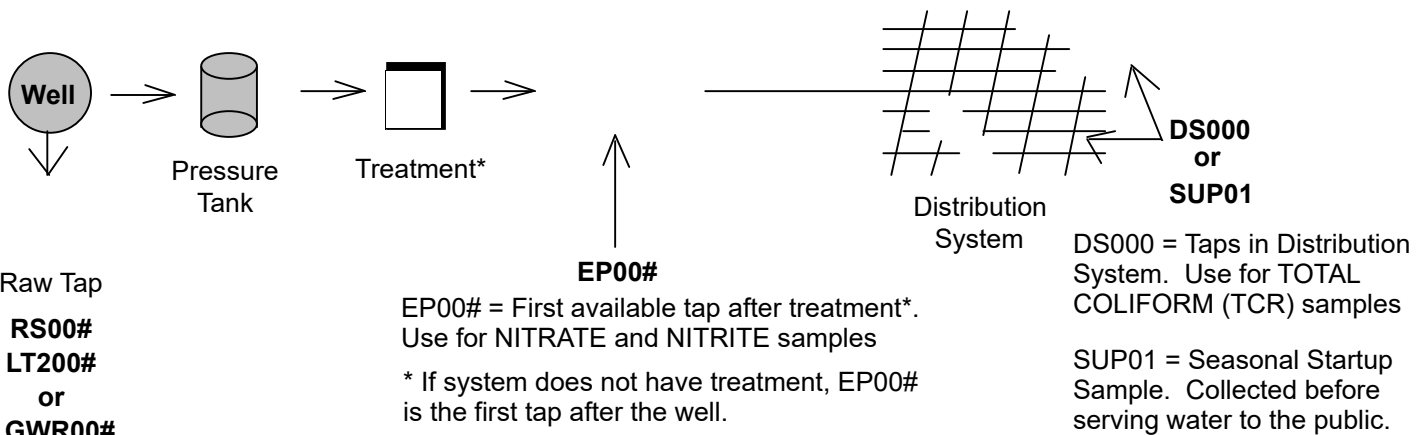 Well
Pressure
Tank
Treatment*
Distribution
System
DS000
or
SUP01
Raw Tap
RS00#
LT200#
or
GWR00#
EP00#
EP00# = First available tap after treatment*.
Use for NITRATE and NITRITE samples
* If system does not have treatment, EP00#
is the first tap after the well.
DS000 = Taps in Distribution
System. Use for TOTAL
COLIFORM (TCR) samples
SUP01 = Seasonal Startup
Sample. Collected before
serving water to the public.